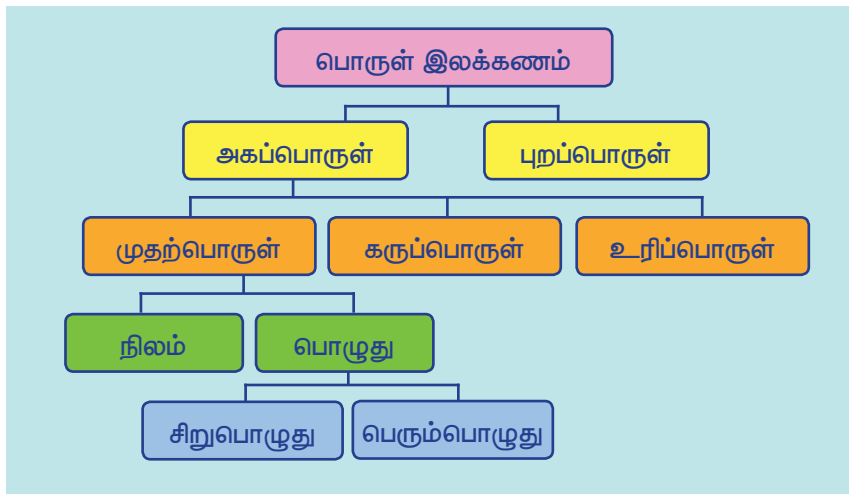 பொருள் இலக்கணம்
அகப்பொருள்
புறப்பொருள்
முதற்பொருள்
கருப்பொருள்
உரிப்பொருள்
நிலம்
பொழுது
சிறுபொழுது
பெரும்பொழுது